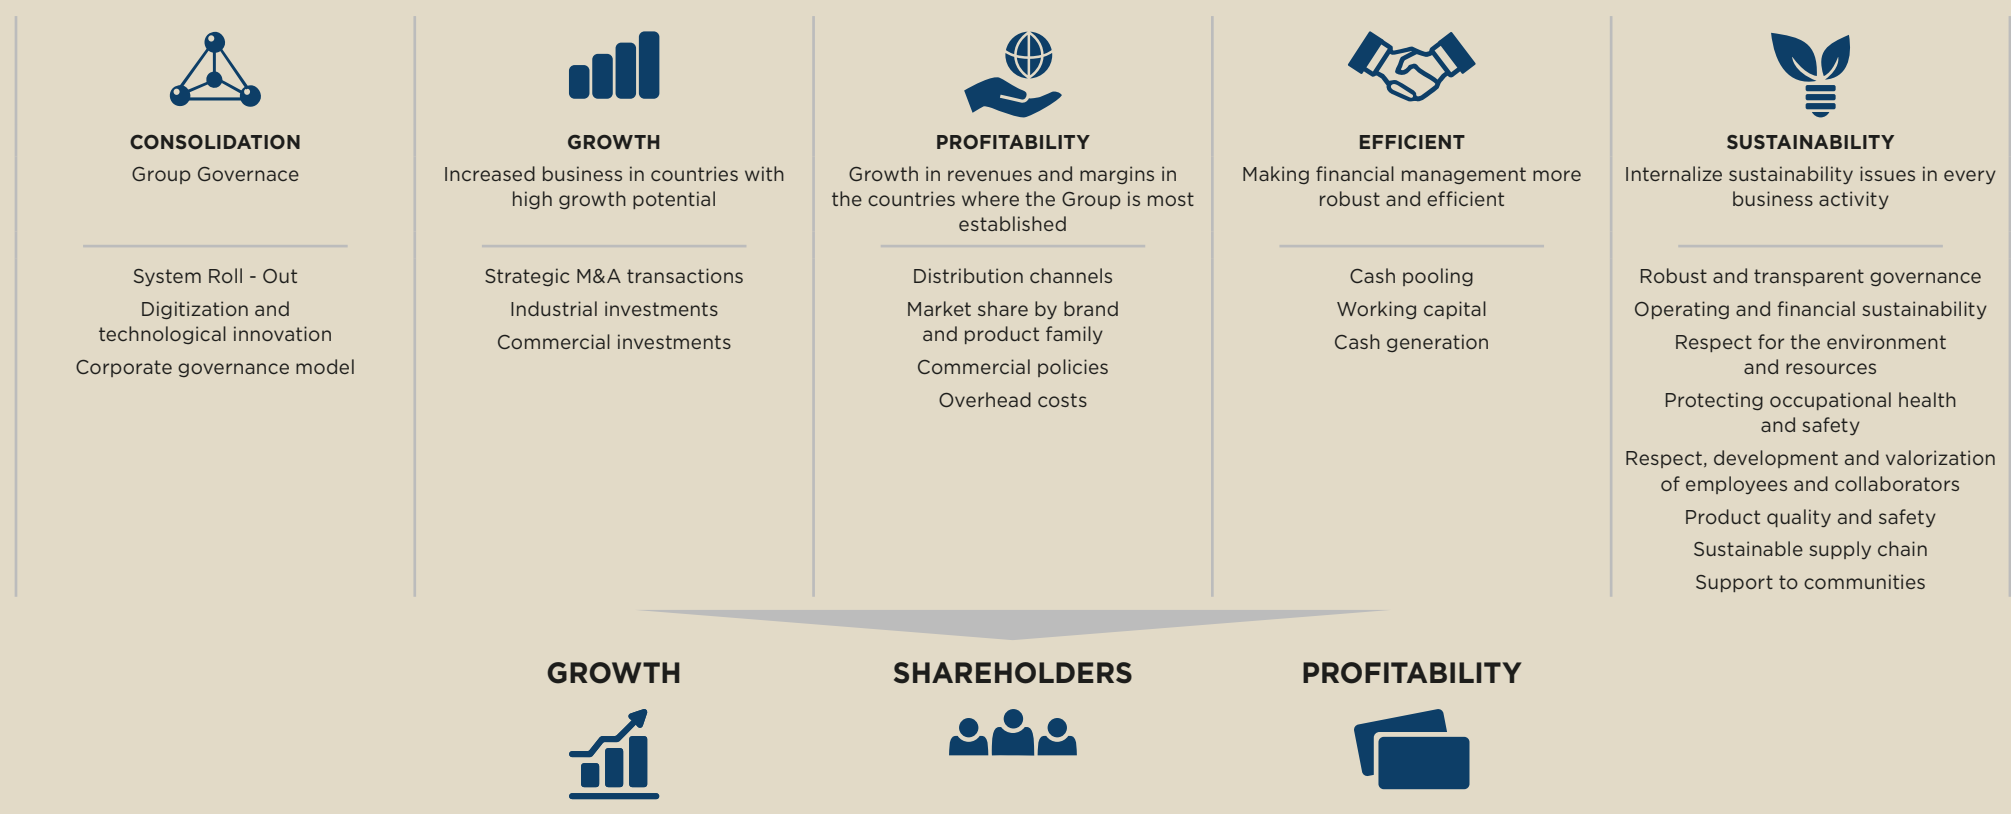 CONSOLIDATION
Group Governace
System Roll - Out
Digitization and
technological innovation
Corporate governance model
GROWTH
Increased business in countries with
high growth potential
Strategic M&A transactions
Industrial investments
Commercial investments
PROFITABILITY
Growth in revenues and margins in
the countries where the Group is most
established
Distribution channels
Market share by brand
and product family
Commercial policies
Overhead costs
EFFICIENT
Making financial management more
robust and efficient
Cash pooling
Working capital
Cash generation
SUSTAINABILITY
Internalize sustainability issues in every
business activity
Robust and transparent governance
Operating and financial sustainability
Respect for the environment
and resources
Protecting occupational health
and safety
Respect, development and valorization
of employees and collaborators
Product quality and safety
Sustainable supply chain
Support to communities
GROWTH
SHAREHOLDERS
PROFITABILITY